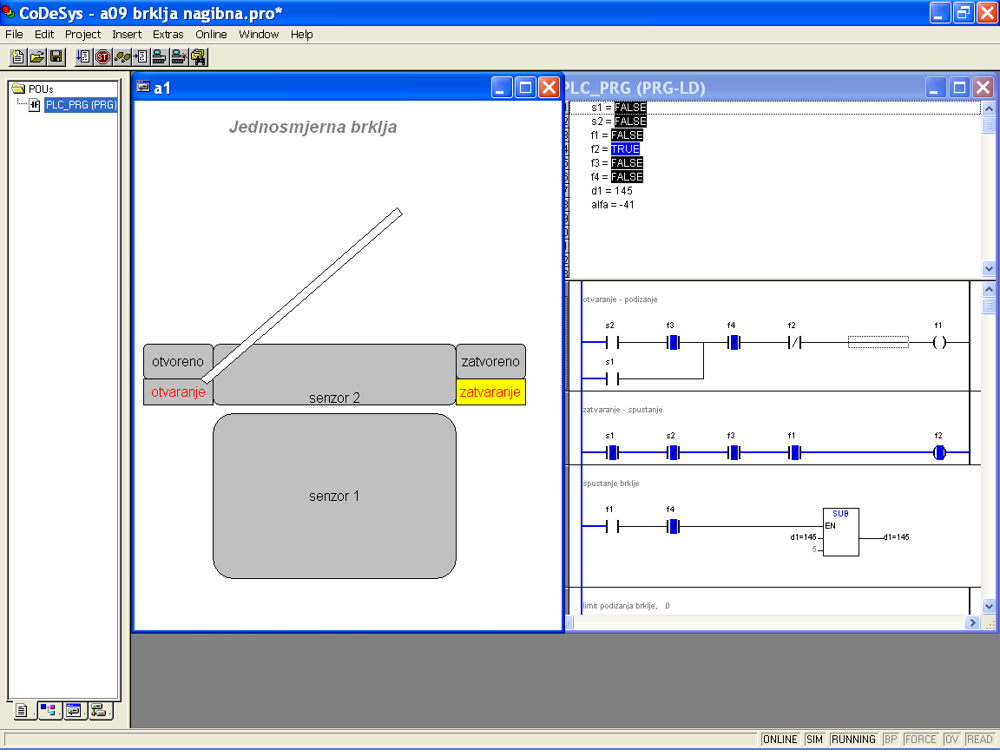 CoDeSys - a09 brklja nagibna.pro*
File Edit Project Insert Extras Online Window Help
POUs
PLC_PRG (PRG)
a1
Jednosmjerna brklja
otvoreno
zatvoreno
otvaranje
senzor 2
zatvaranje
senzor 1
PLC_PRG (PRG-LD)
s1 = FALSE
s2 = FALSE
f1 = FALSE
f2 = TRUE
f3 = FALSE
f4 = FALSE
d1 = 145
alfa = -41
otvaranje - podizanje
s2 f3 f4 f2 f1
s1
zatvaranje - spustanje
s1 s2 f3 f1 f2
spustanje brklje
f1 f4
SUB
EN
d1=145 d1=145
5
limit podizanja brklje, 0
ONLINE SIM RUNNING BP FORCE OV READ